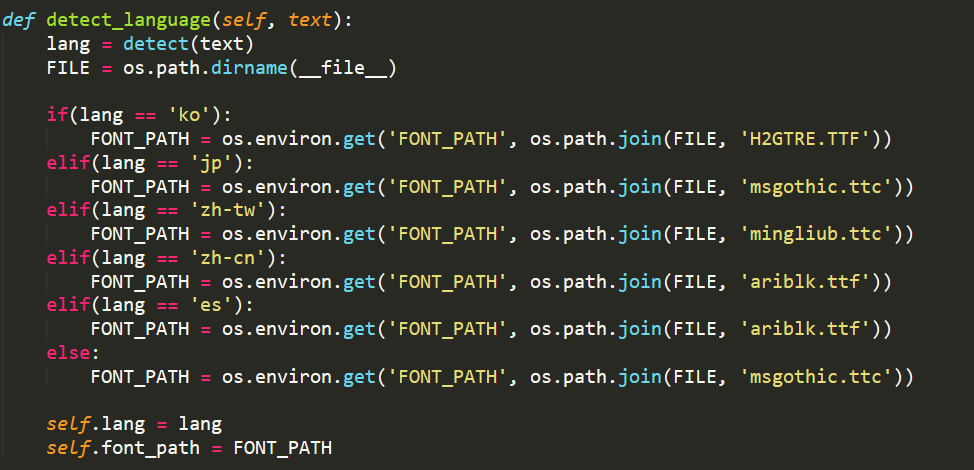 def detect_language(self, text):
    lang = detect(text)
    FILE = os.path.dirname(__file__)

    if(lang == 'ko'):
        FONT_PATH = os.environ.get('FONT_PATH', os.path.join(FILE, 'H2GTRE.TTF'))
    elif(lang == 'jp'):
        FONT_PATH = os.environ.get('FONT_PATH', os.path.join(FILE, 'msgothic.ttc'))
    elif(lang == 'zh-tw'):
        FONT_PATH = os.environ.get('FONT_PATH', os.path.join(FILE, 'mingliub.ttc'))
    elif(lang == 'zh-cn'):
        FONT_PATH = os.environ.get('FONT_PATH', os.path.join(FILE, 'ariblk.ttf'))
    elif(lang == 'es'):
        FONT_PATH = os.environ.get('FONT_PATH', os.path.join(FILE, 'ariblk.ttf'))
    else:
        FONT_PATH = os.environ.get('FONT_PATH', os.path.join(FILE, 'msgothic.ttc'))

    self.lang = lang
    self.font_path = FONT_PATH